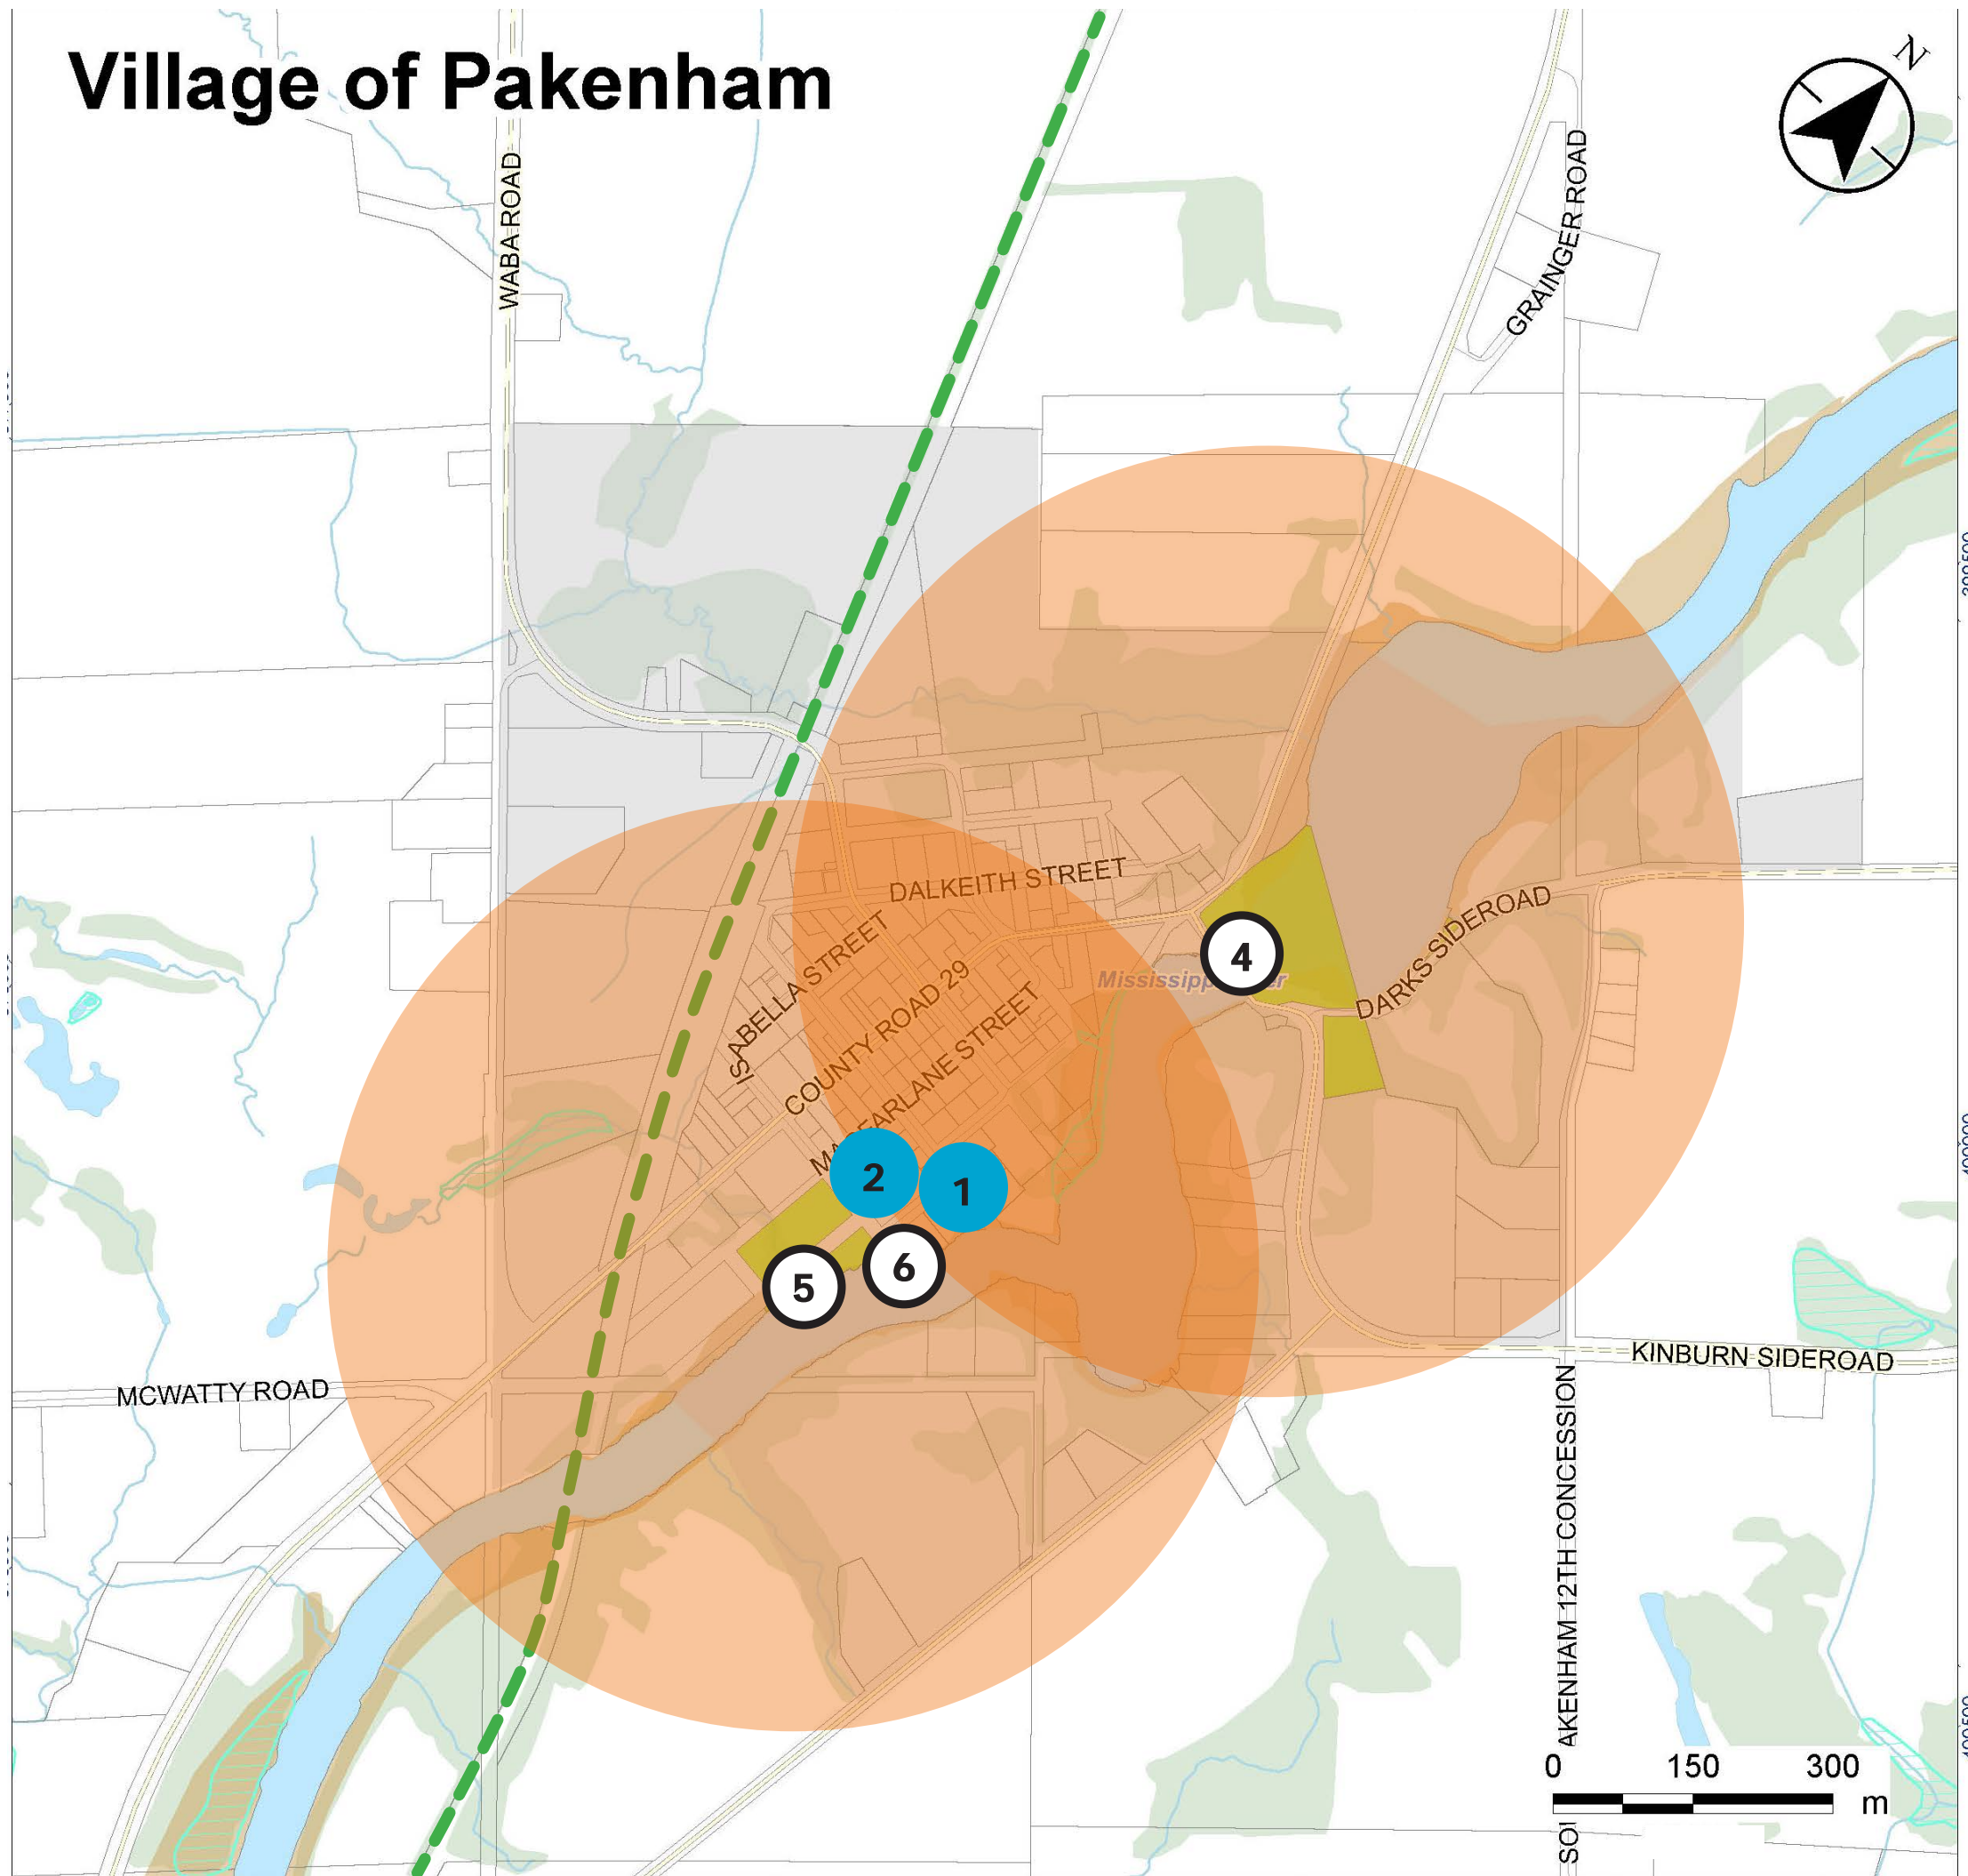 Village of Pakenham
N
WABA ROAD
GRAINGER ROAD
DALKEITH STREET
ISABELLA STREET
COUNTY ROAD 29
MACFARLANE STREET
4
DARKS SIDEROAD
2
1
5
6
MCWATTY ROAD
KINBURN SIDEROAD
AKENHAM 12TH CONCESSION
0 150 300
m